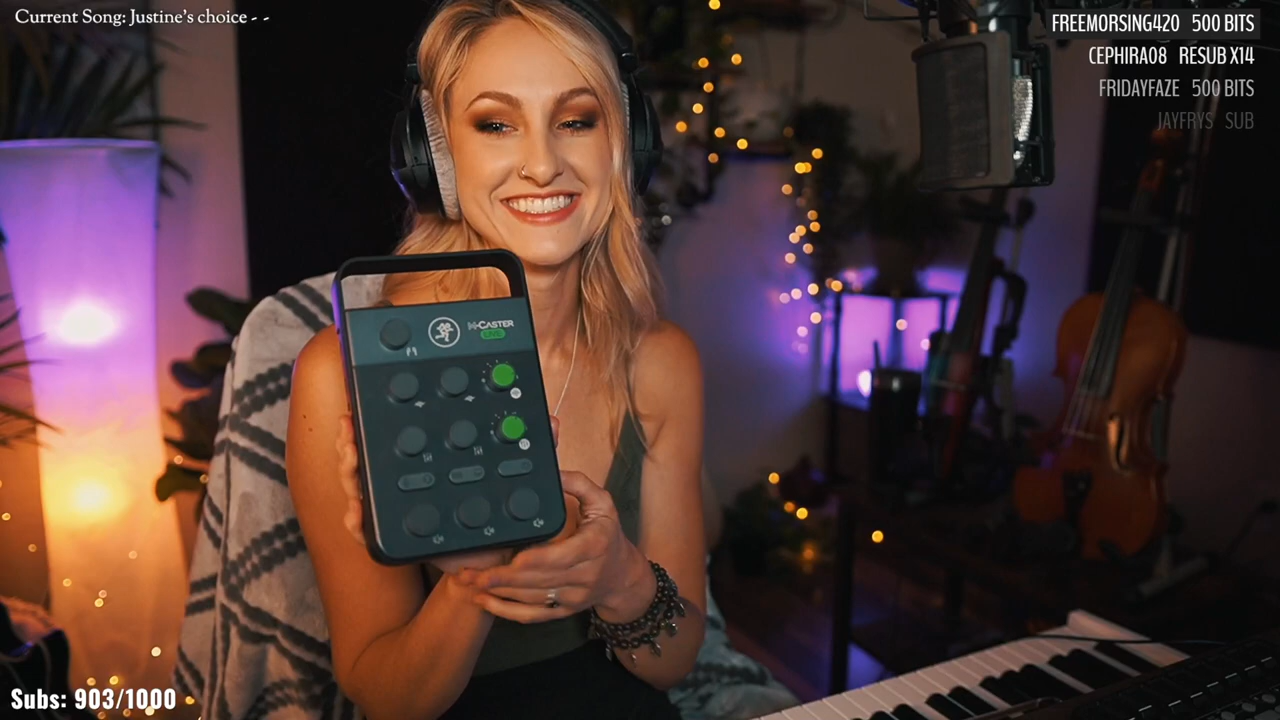 Current Song: Justine's choice - -
FREEMORSING420 500 BITS
CEPHIRA08 RESUB X14
FRIDAYFAZE 500 BITS
JAYFRYS SUB
M-CASTER
LIVE
Subs: 903/1000